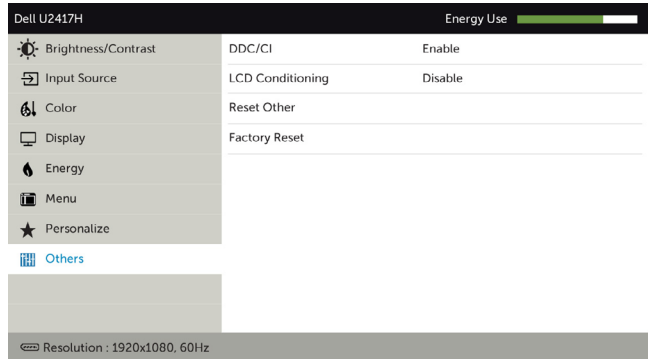 Dell U2417H Energy Use
Brightness/Contrast DDC/CI Enable
Input Source LCD Conditioning Disable
Color Reset Other
Display Factory Reset
Energy
Menu
Personalize
Others
Resolution : 1920x1080, 60Hz